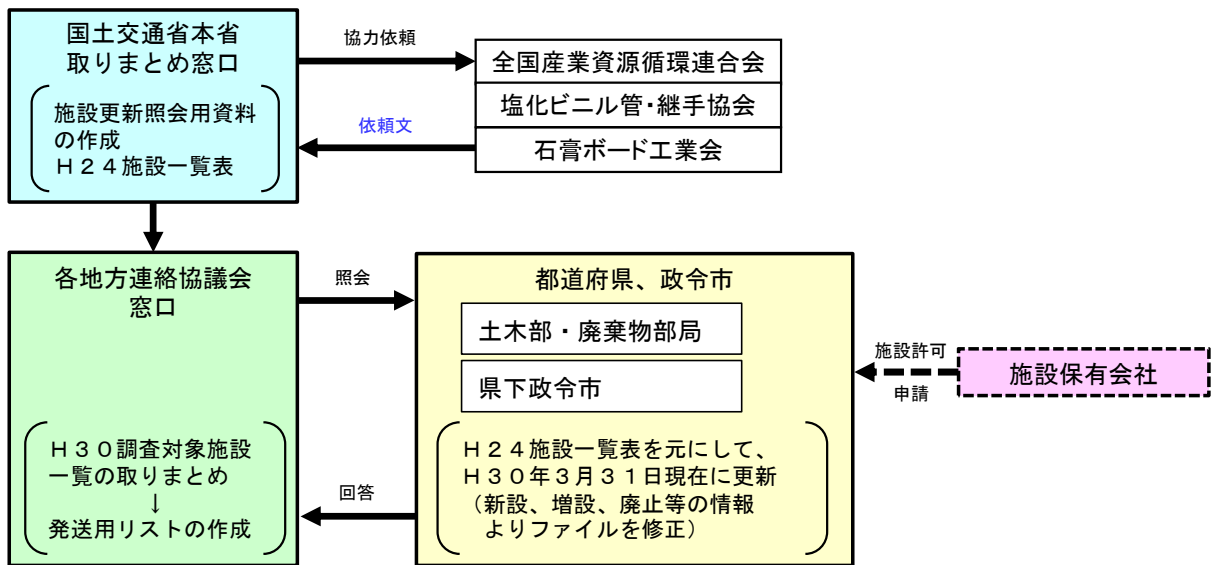 国土交通省本省
取りまとめ窓口
施設更新照会用資料
の作成
H24施設一覧表
協力依頼
依頼文
全国産業資源循環連合会
塩化ビニル管・継手協会
石膏ボード工業会
各地方連絡協議会
窓口
H30調査対象施設
一覧の取りまとめ
↓
発送用リストの作成
照会
回答
都道府県、政令市
土木部・廃棄物部局
県下政令市
H24施設一覧表を元にして、
H30年3月31日現在に更新
(新設、増設、廃止等の情報
よりファイルを修正)
施設許可
申請
施設保有会社